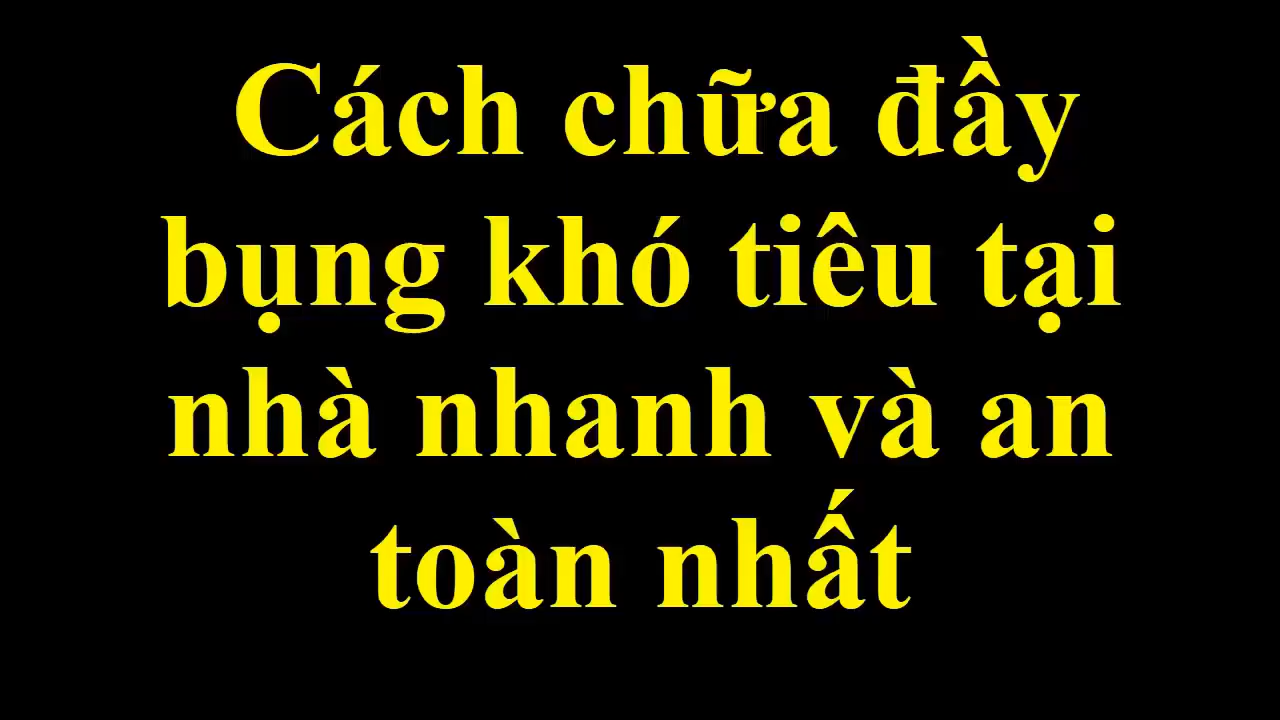 Cách chữa đầy
bụng khó tiêu tại
nhà nhanh và an
toàn nhất